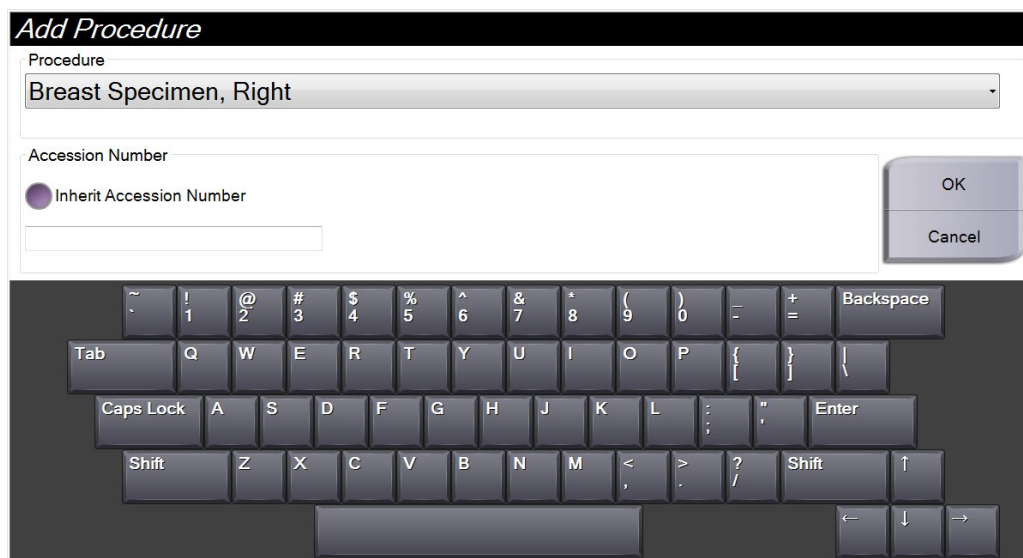 Add Procedure
Procedure
Breast Specimen, Right
Accession Number
Inherit Accession Number
OK
Cancel
~ ` ! 1 @ 2 # 3 $ 4 % 5 ^ 6 & 7 * 8 ( 9 ) 0 _ - + = Backspace
Tab Q W E R T Y U I O P { [ } ] | \
Caps Lock A S D F G H J K L : ; " ' Enter
Shift Z X C V B N M < , > . ? / Shift ↑
← ↓ →